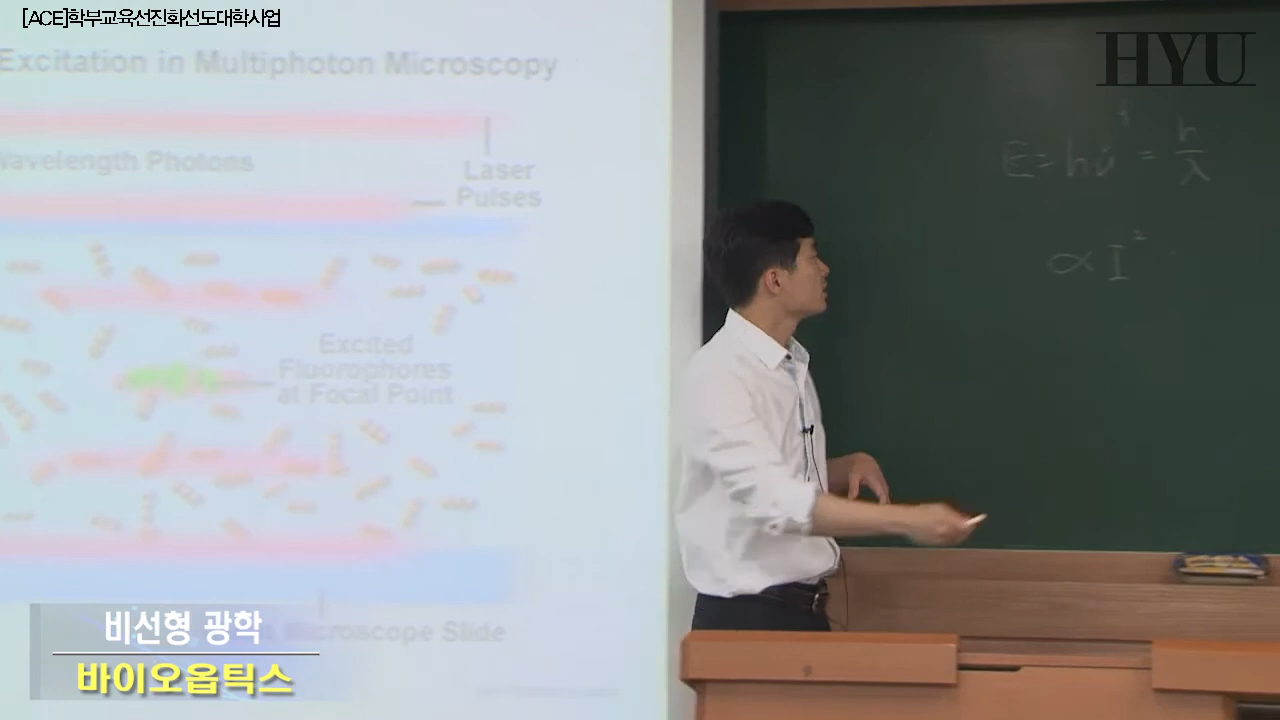 [ACE]학부교육선진화선도대학사업
Excitation in Multiphoton Microscopy
HYU
Wavelength Photons
Laser
Pulses
E = hν = h/λ
∝ I²
Excited
Fluorophores
at Focal Point
Microscope Slide
비선형 광학
바이오옵틱스